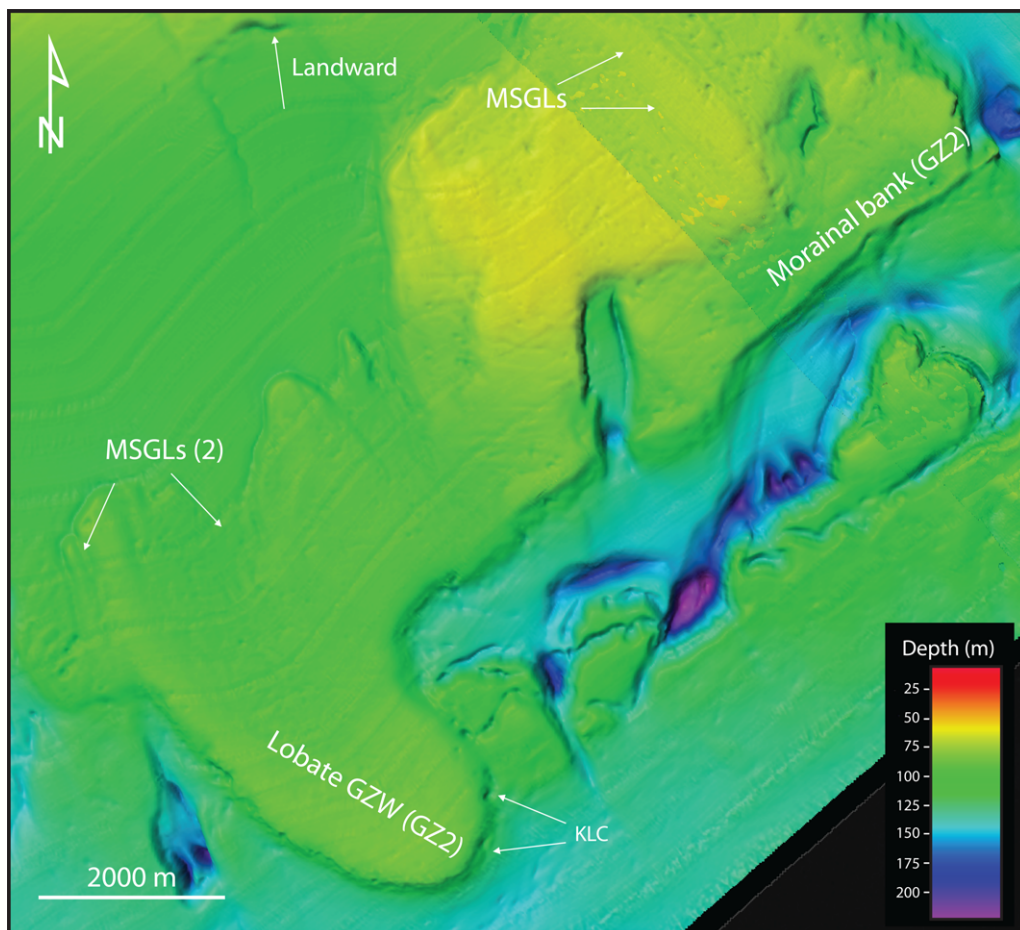 Landward
MSGLs
N
Morainal bank (GZ2)
MSGLs (2)
Lobate GZW (GZ2)
KLC
2000 m
Depth (m)
25
50
75
100
125
150
175
200